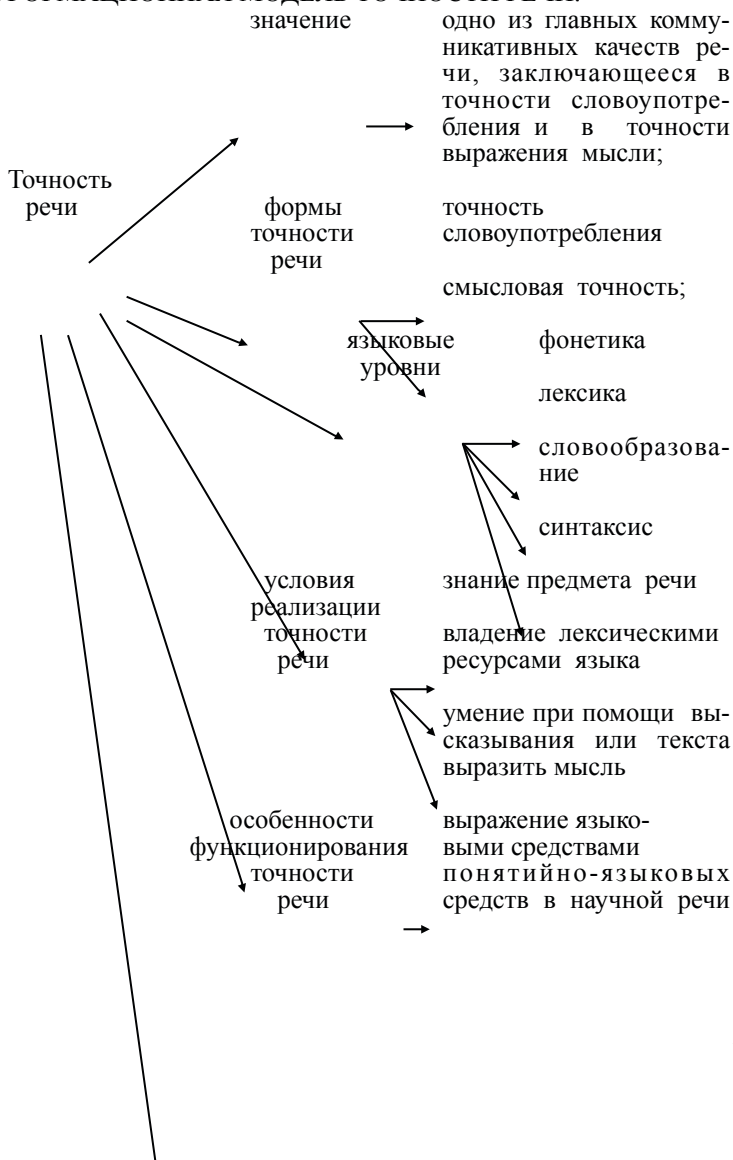 значение
одно из главных комму-
никативных качеств ре-
чи, заключающееся в
точности словоупотре-
бления и в точности
выражения мысли;
Точность
речи
формы
точности
речи
точность
словоупотребления
смысловая точность;
языковые
уровни
фонетика
лексика
словообразова-
ние
синтаксис
условия
реализации
точности
речи
знание предмета речи
владение лексическими
ресурсами языка
умение при помощи вы-
сказывания или текста
выразить мысль
особенности
функционирования
точности
речи
выражение языко-
выми средствами
понятийно-языковых
средств в научной речи